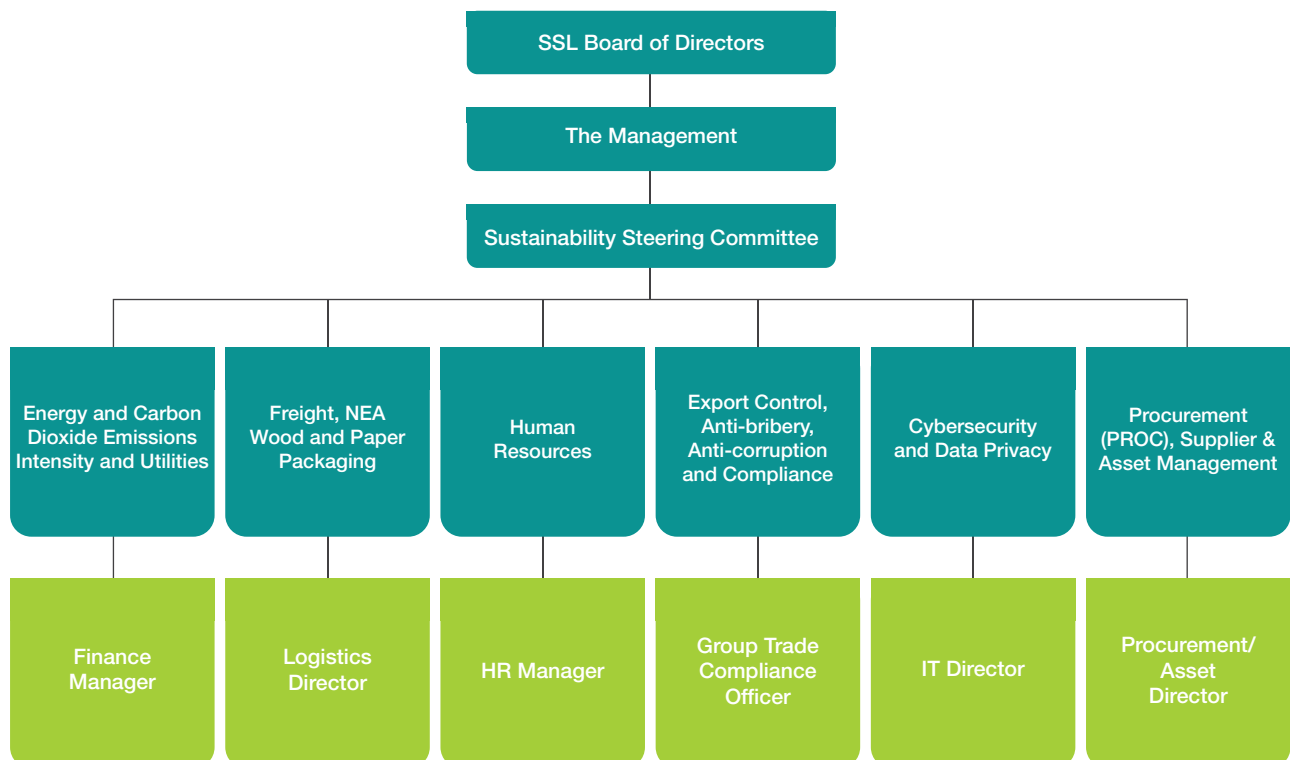 SSL Board of Directors
The Management
Sustainability Steering Committee
Energy and Carbon
Dioxide Emissions
Intensity and Utilities
Freight, NEA
Wood and Paper
Packaging
Human
Resources
Export Control,
Anti-bribery,
Anti-corruption
and Compliance
Cybersecurity
and Data Privacy
Procurement
(PROC), Supplier &
Asset Management
Finance
Manager
Logistics
Director
HR Manager
Group Trade
Compliance
Officer
IT Director
Procurement/
Asset
Director